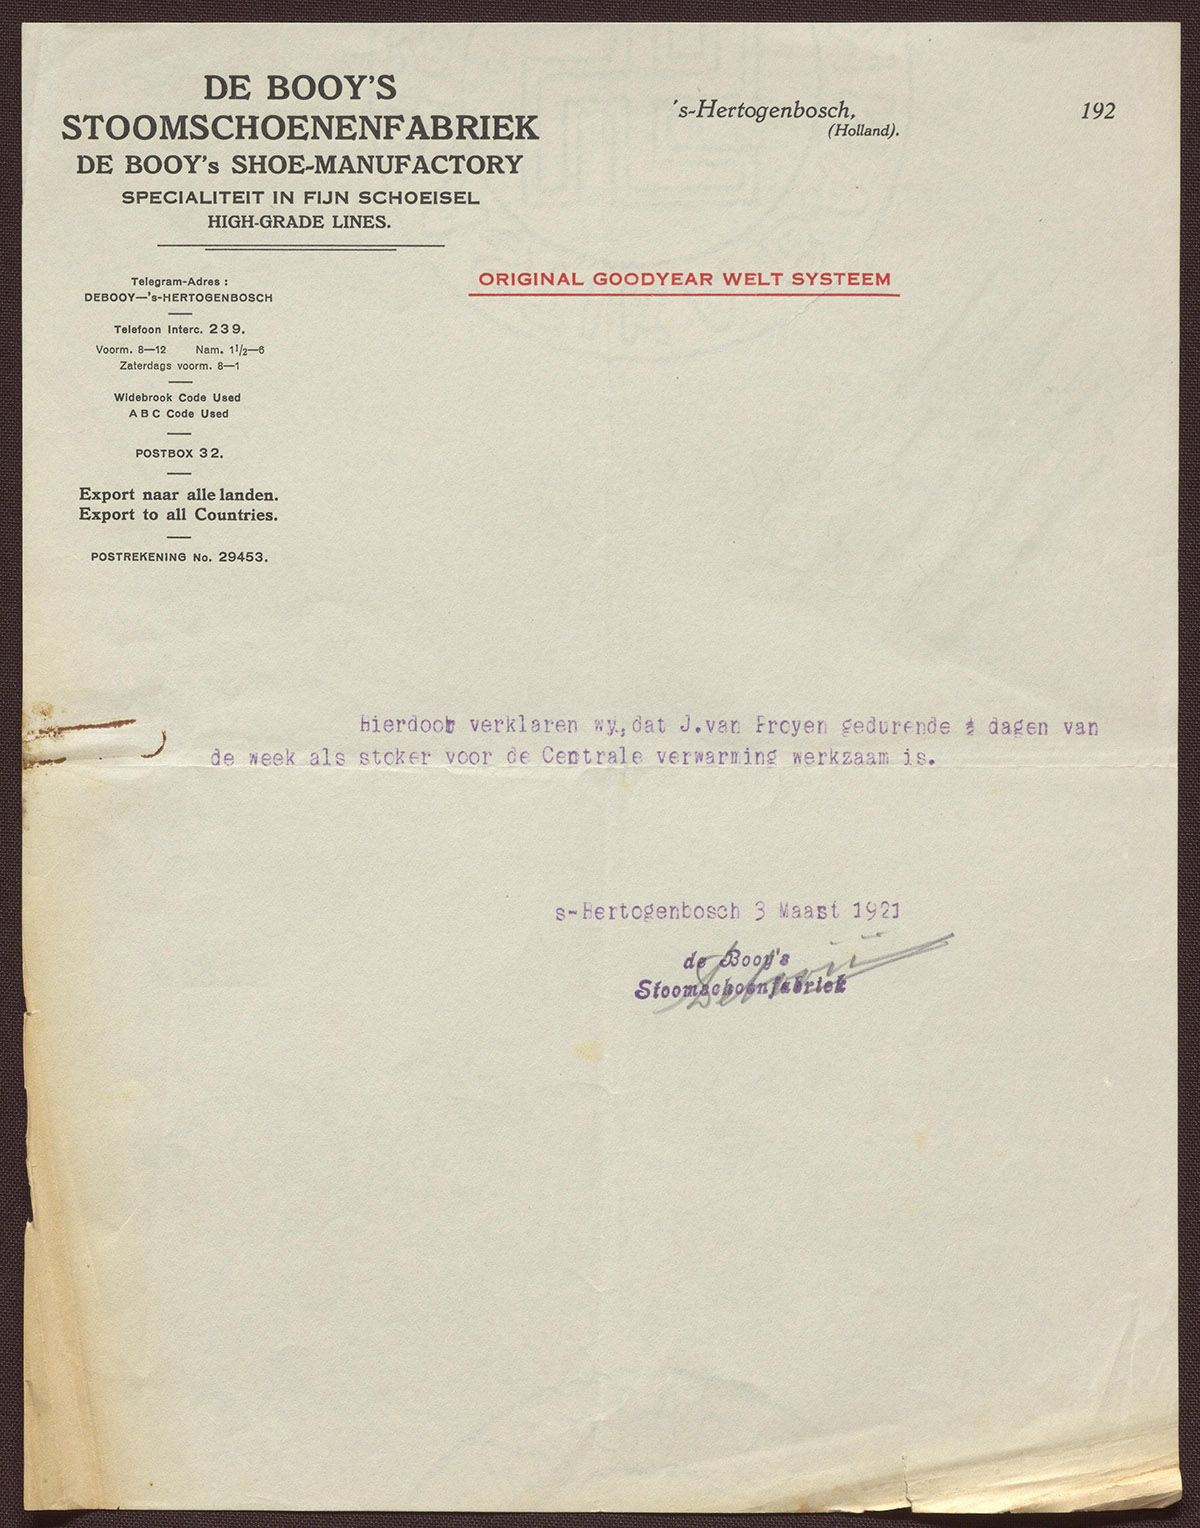 DE BOOY'S
STOOMSCHOENENFABRIEK
DE BOOY's SHOE-MANUFACTORY
SPECIALITEIT IN FIJN SCHOEISEL
HIGH-GRADE LINES.
's-Hertogenbosch, 192
(Holland).
ORIGINAL GOODYEAR WELT SYSTEEM
Telegram-Adres :
DEBOOY—'s-HERTOGENBOSCH
Telefoon Interc. 239.
Voorm. 8—12 Nam. 1 1/2—6
Zaterdags voorm. 8—1
Widebrook Code Used
A B C Code Used
POSTBOX 32.
Export naar alle landen.
Export to all Countries.
POSTREKENING No. 29453.
Hierdoor verklaren wy, dat J.van Proyen gedurende dagen van
de week als stoker voor de Centrale verwarming werkzaam is.
s-Hertogenbosch 3 Maart 1921
de Booy's
Stoomschoenfabriek